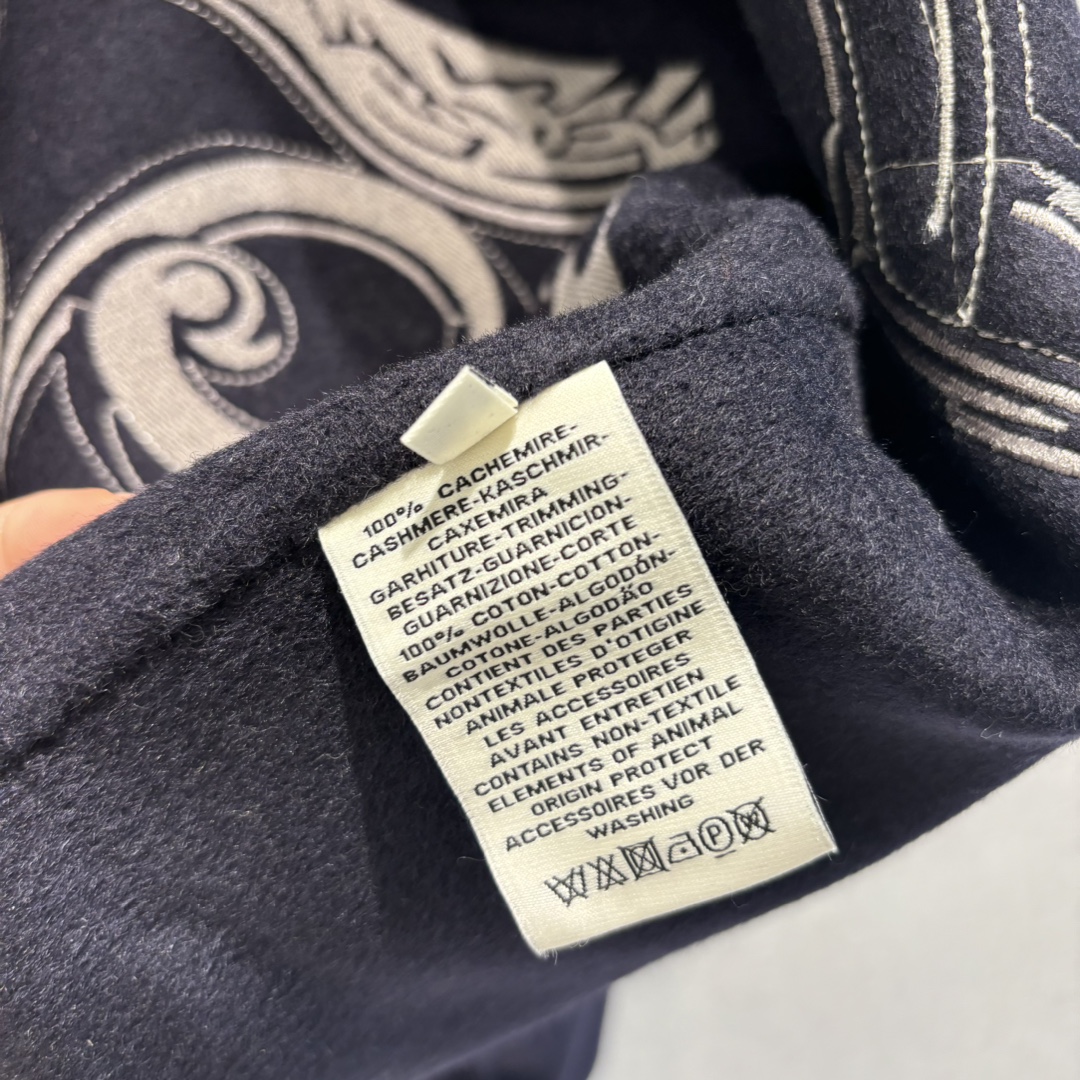 100% CACHEMIRE-
CASHMERE-KASCHMIR-
CAXEMIRA
GARHITURE-TRIMMING-
BESATZ-GUARNICION-
GUARNIZIONE-CORTE
100% COTON-COTTON-
BAUMWOLLE-ALGODÓN-
COTONE-ALGODÄO
CONTIENT DES PARTIES
NONTEXTILES D'OTIGINE
ANIMALE PROTEGER
LES ACCESSOIRES
AVANT ENTRETIEN
CONTAINS NON-TEXTILE
ELEMENTS OF ANIMAL
ORIGIN PROTECT
ACCESSOIRES VOR DER
WASHING
P